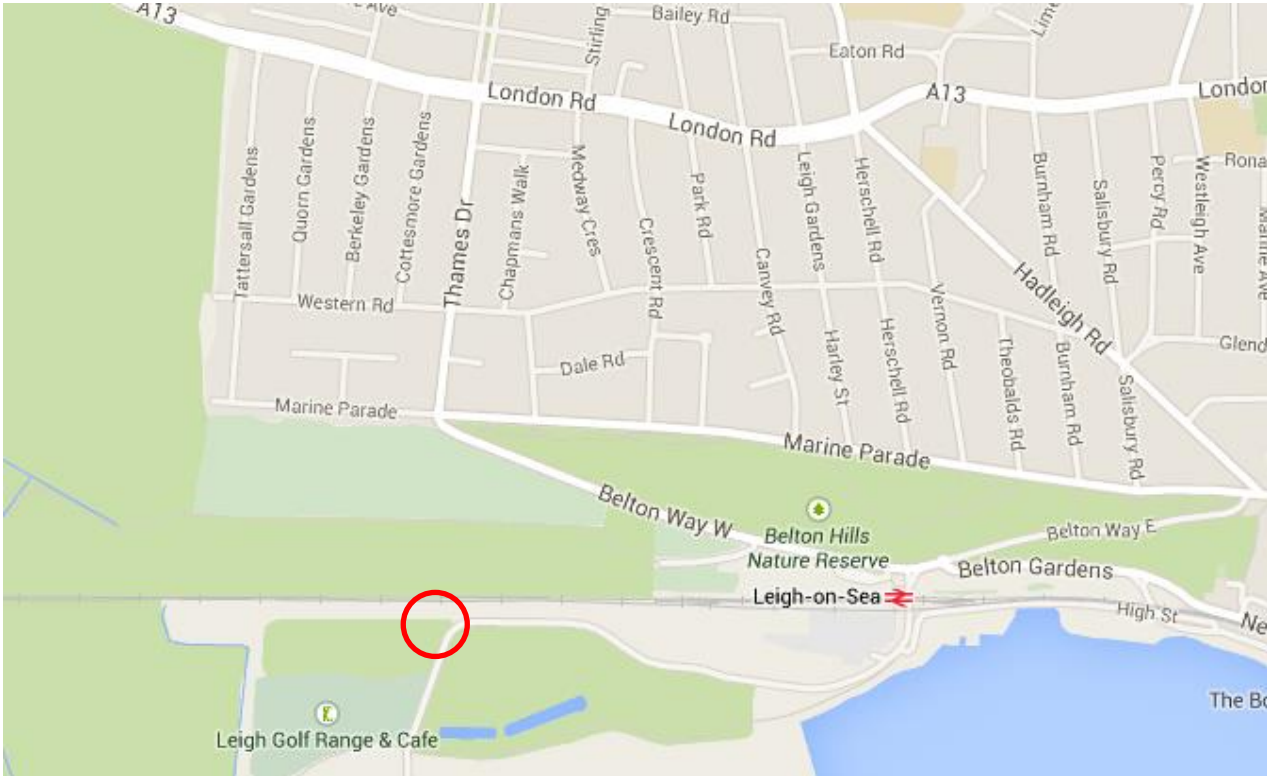 A13
Ave
Stirling
Bailey Rd
Eaton Rd
London Rd
London Rd
A13
Tattersall Gardens
Quorn Gardens
Berkeley Gardens
Cottesmore Gardens
Thames Dr
Chapmans Walk
Medway Cres
Crescent Rd
Park Rd
Canvey Rd
Leigh Gardens
Herschell Rd
Burnham Rd
Salisbury Rd
Percy Rd
Westleigh Ave
Marine Ave
Western Rd
Dale Rd
Harley St
Herschell Rd
Vernon Rd
Hadleigh Rd
Theobalds Rd
Burnham Rd
Salisbury Rd
Marine Parade
Marine Parade
Belton Way W
Belton Hills
Nature Reserve
Belton Way E
Belton Gardens
Leigh-on-Sea
High St
The Bo
Leigh Golf Range & Cafe